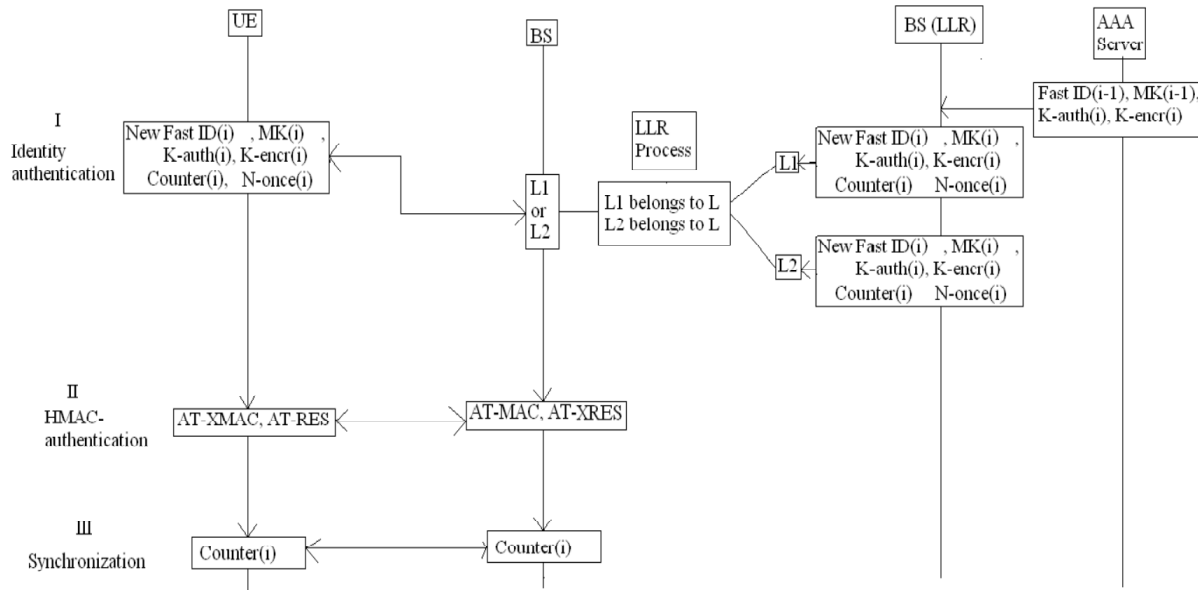 UE
BS
BS (LLR)
AAA
Server
Fast ID(i-1), MK(i-1),
K-auth(i), K-encr(i)
I
Identity
authentication
New Fast ID(i) , MK(i) ,
K-auth(i), K-encr(i)
Counter(i), N-once(i)
L1
or
L2
LLR
Process
L1 belongs to L
L2 belongs to L
L1
New Fast ID(i) , MK(i) ,
K-auth(i), K-encr(i)
Counter(i) N-once(i)
L2
New Fast ID(i) , MK(i) ,
K-auth(i), K-encr(i)
Counter(i) N-once(i)
II
HMAC-
authentication
AT-XMAC, AT-RES
AT-MAC, AT-XRES
III
Synchronization
Counter(i)
Counter(i)